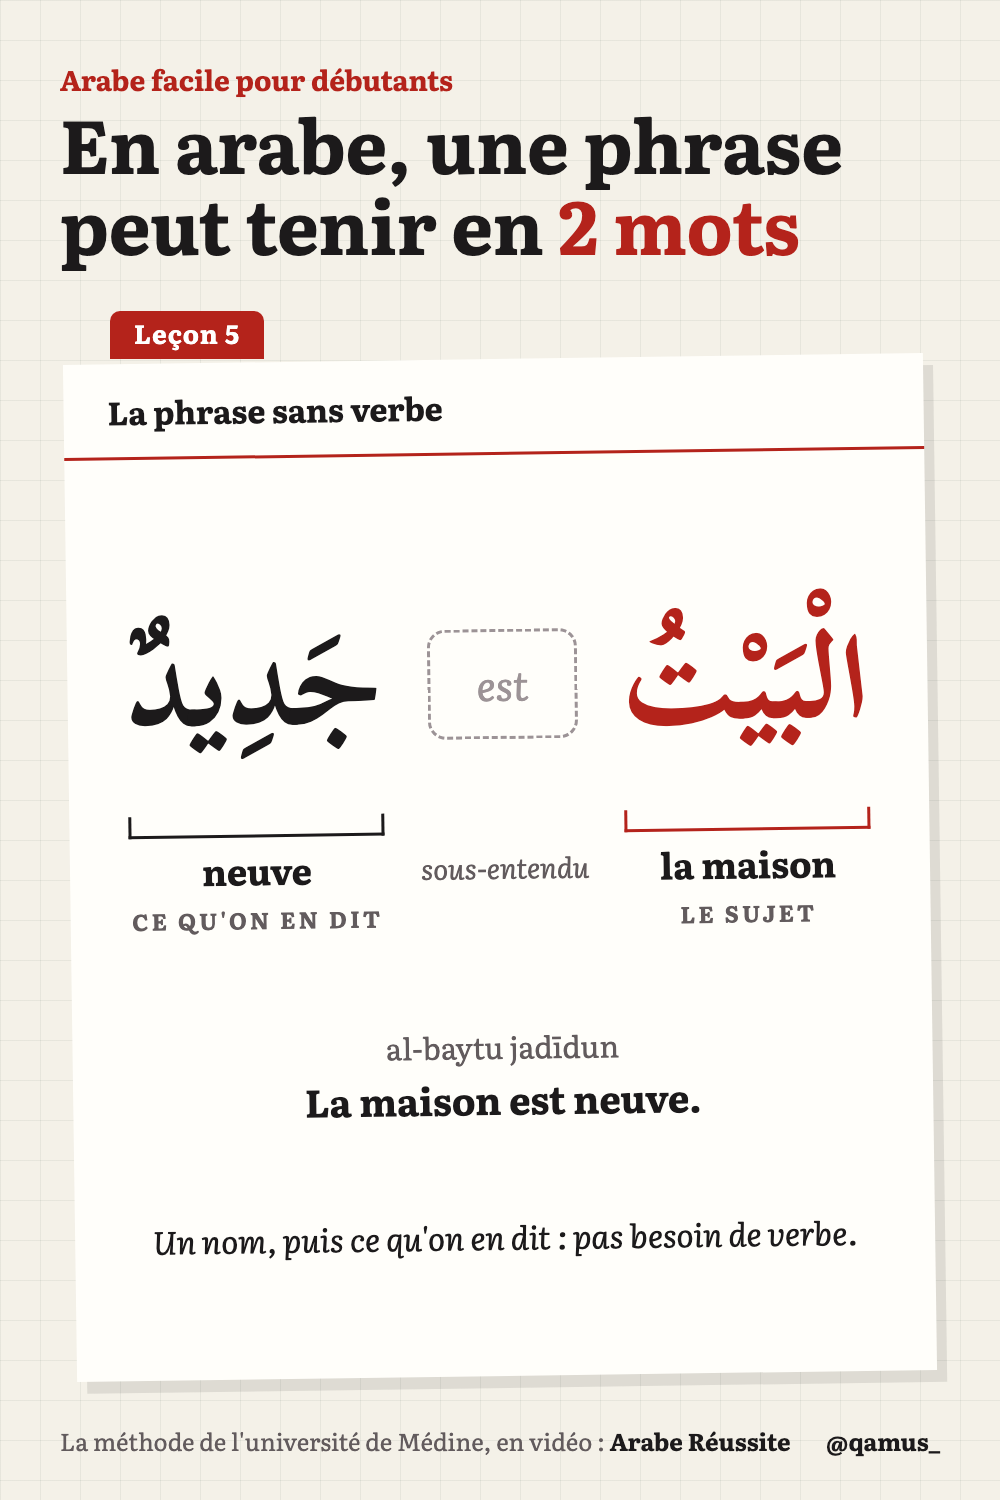 Arabe facile pour débutants
En arabe, une phrase
peut tenir en 2 mots
Leçon 5
La phrase sans verbe
الْبَيْتُ est جَدِيدٌ
neuve sous-entendu la maison
CE QU'ON EN DIT LE SUJET
al-baytu jadīdun
La maison est neuve.
Un nom, puis ce qu'on en dit : pas besoin de verbe.
La méthode de l'université de Médine, en vidéo : Arabe Réussite @qamus_